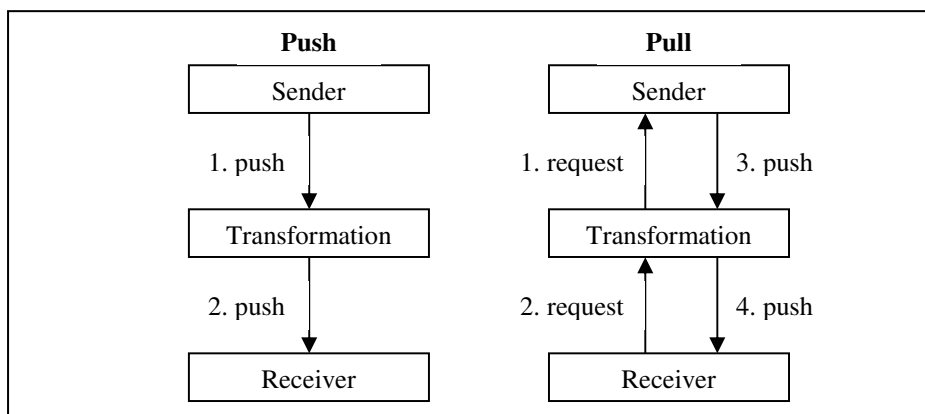 Push
Sender
1. push
Transformation
2. push
Receiver
Pull
Sender
1. request
3. push
Transformation
2. request
4. push
Receiver